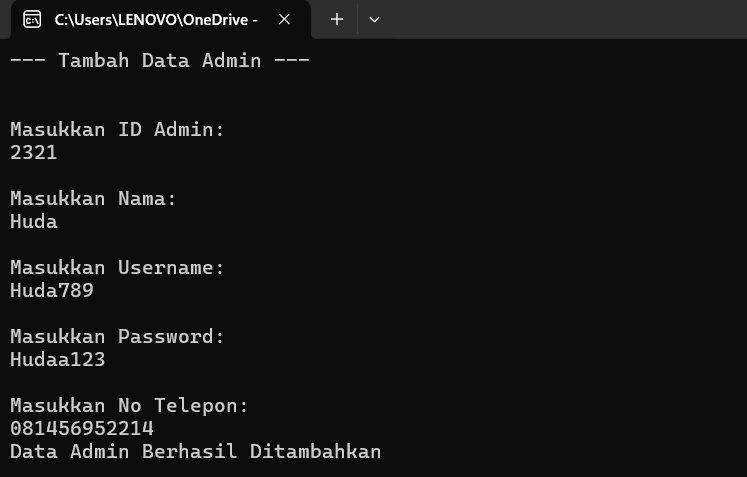 C:\Users\LENOVO\OneDrive -
--- Tambah Data Admin ---
Masukkan ID Admin:
2321
Masukkan Nama:
Huda
Masukkan Username:
Huda789
Masukkan Password:
Hudaa123
Masukkan No Telepon:
081456952214
Data Admin Berhasil Ditambahkan